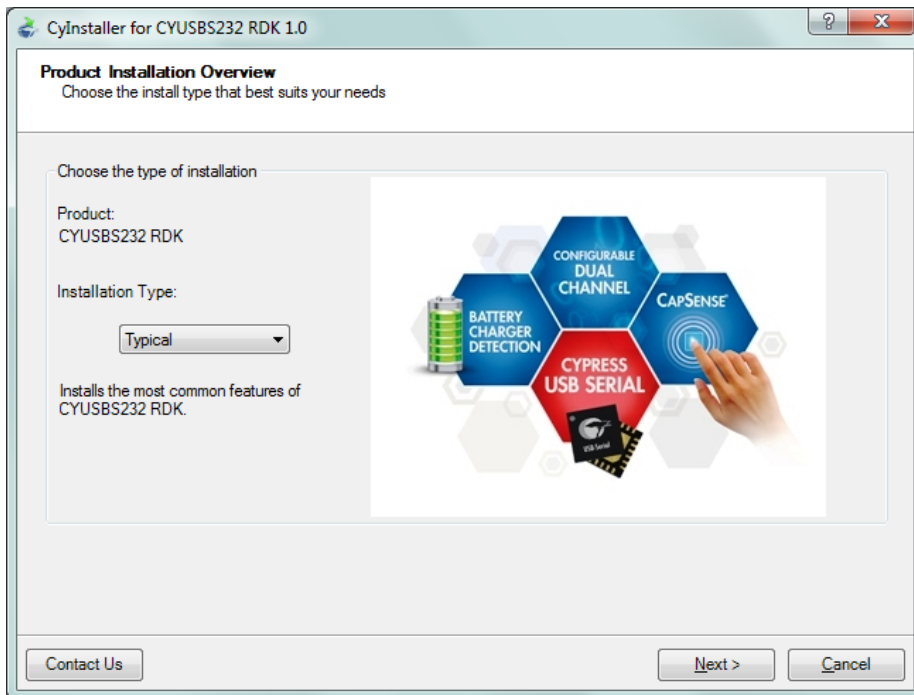 CyInstaller for CYUSBS232 RDK 1.0
?
X
Product Installation Overview
Choose the install type that best suits your needs
Choose the type of installation
Product:
CYUSBS232 RDK
Installation Type:
Typical
Installs the most common features of
CYUSBS232 RDK.
CONFIGURABLE
DUAL
CHANNEL
BATTERY
CHARGER
DETECTION
CAPSENSE®
CYPRESS
USB SERIAL
USB Serial
Contact Us
Next >
Cancel